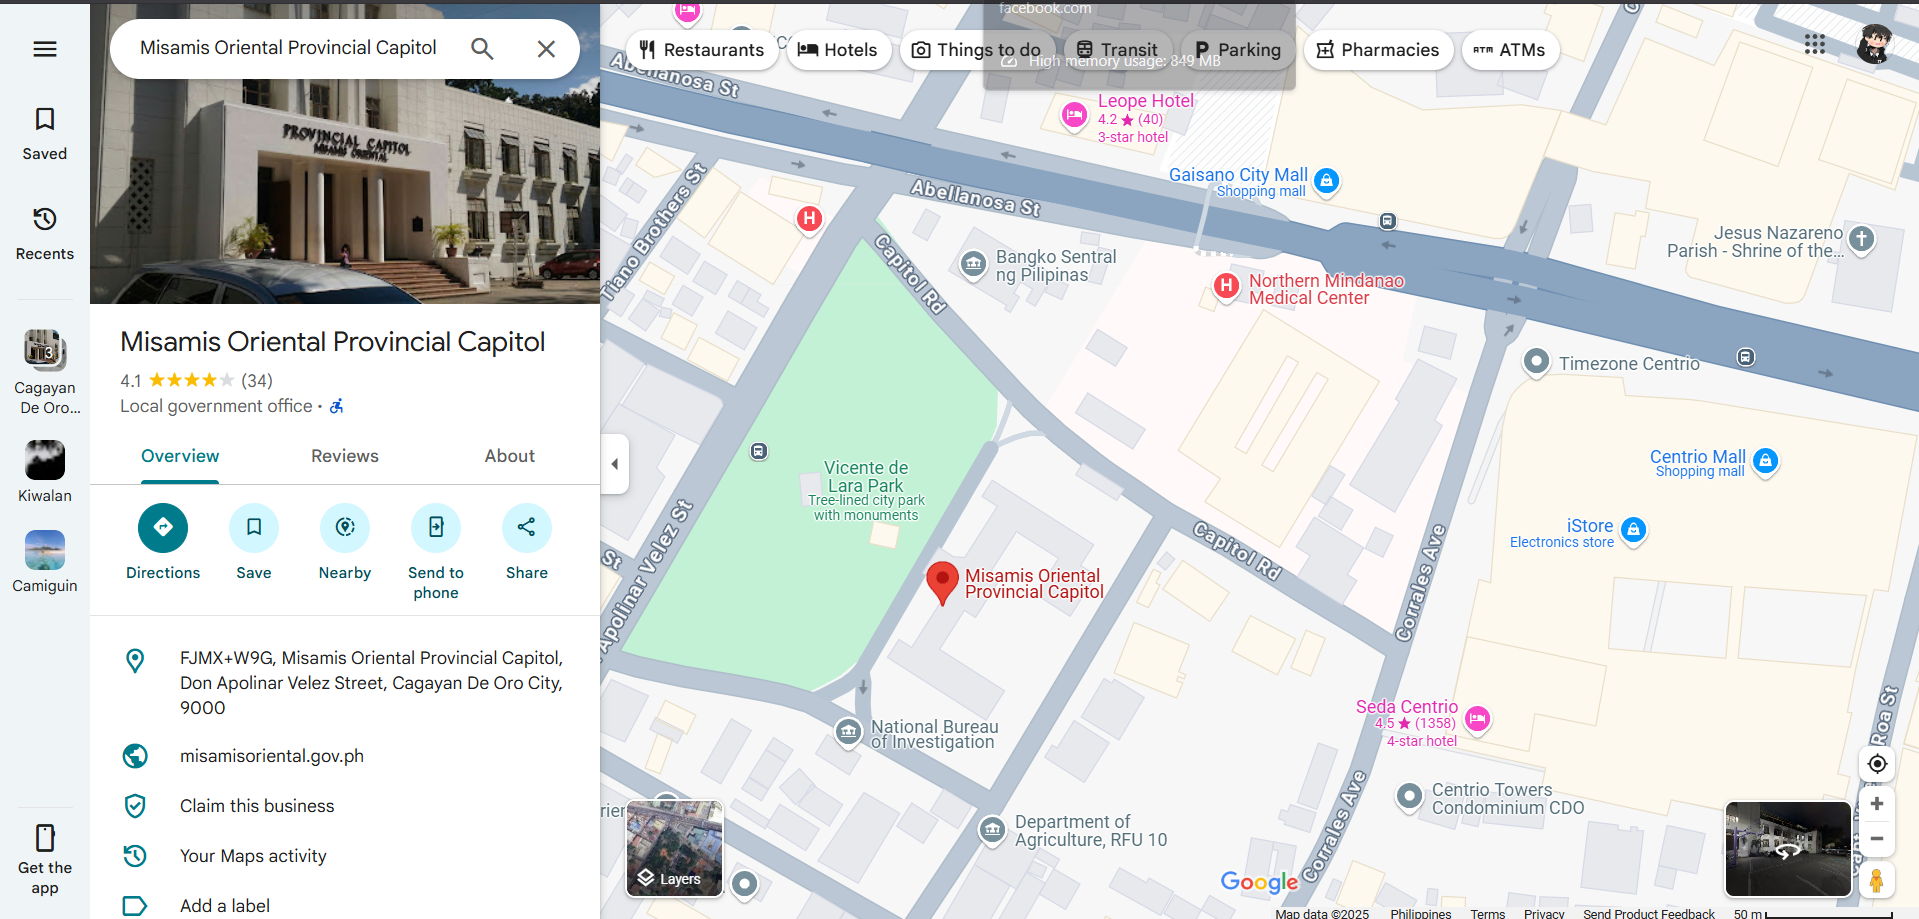 facebook.com
High memory usage: 849 MB
Misamis Oriental Provincial Capitol
Restaurants
Hotels
Things to do
Transit
Parking
Pharmacies
ATMs
Saved
Recents
3
Cagayan
De Oro...
Kiwalan
Camiguin
Get the
app
PROVINCIAL CAPITOL
MISAMIS ORIENTAL
Misamis Oriental Provincial Capitol
4.1 (34)
Local government office ·
Overview
Reviews
About
Directions
Save
Nearby
Send to
phone
Share
FJMX+W9G, Misamis Oriental Provincial Capitol,
Don Apolinar Velez Street, Cagayan De Oro City,
9000
misamisoriental.gov.ph
Claim this business
Your Maps activity
Add a label
Abellanosa St
Leope Hotel
4.2 ★ (40)
3-star hotel
Gaisano City Mall
Shopping mall
Abellanosa St
Tiano Brothers St
H
Capitol Rd
Bangko Sentral
ng Pilipinas
H
Northern Mindanao
Medical Center
Jesus Nazareno
Parish - Shrine of the...
Timezone Centrio
Vicente de
Lara Park
Tree-lined city park
with monuments
Centrio Mall
Shopping mall
iStore
Electronics store
St
Apolinar Velez St
Capitol Rd
Corrales Ave
Misamis Oriental
Provincial Capitol
National Bureau
of Investigation
Seda Centrio
4.5 ★ (1358)
4-star hotel
Roa St
Centrio Towers
Condominium CDO
Department of
Agriculture, RFU 10
Corrales Ave
Layers
Google
Map data ©2025
Philippines
Terms
Privacy
Send Product Feedback
50 m